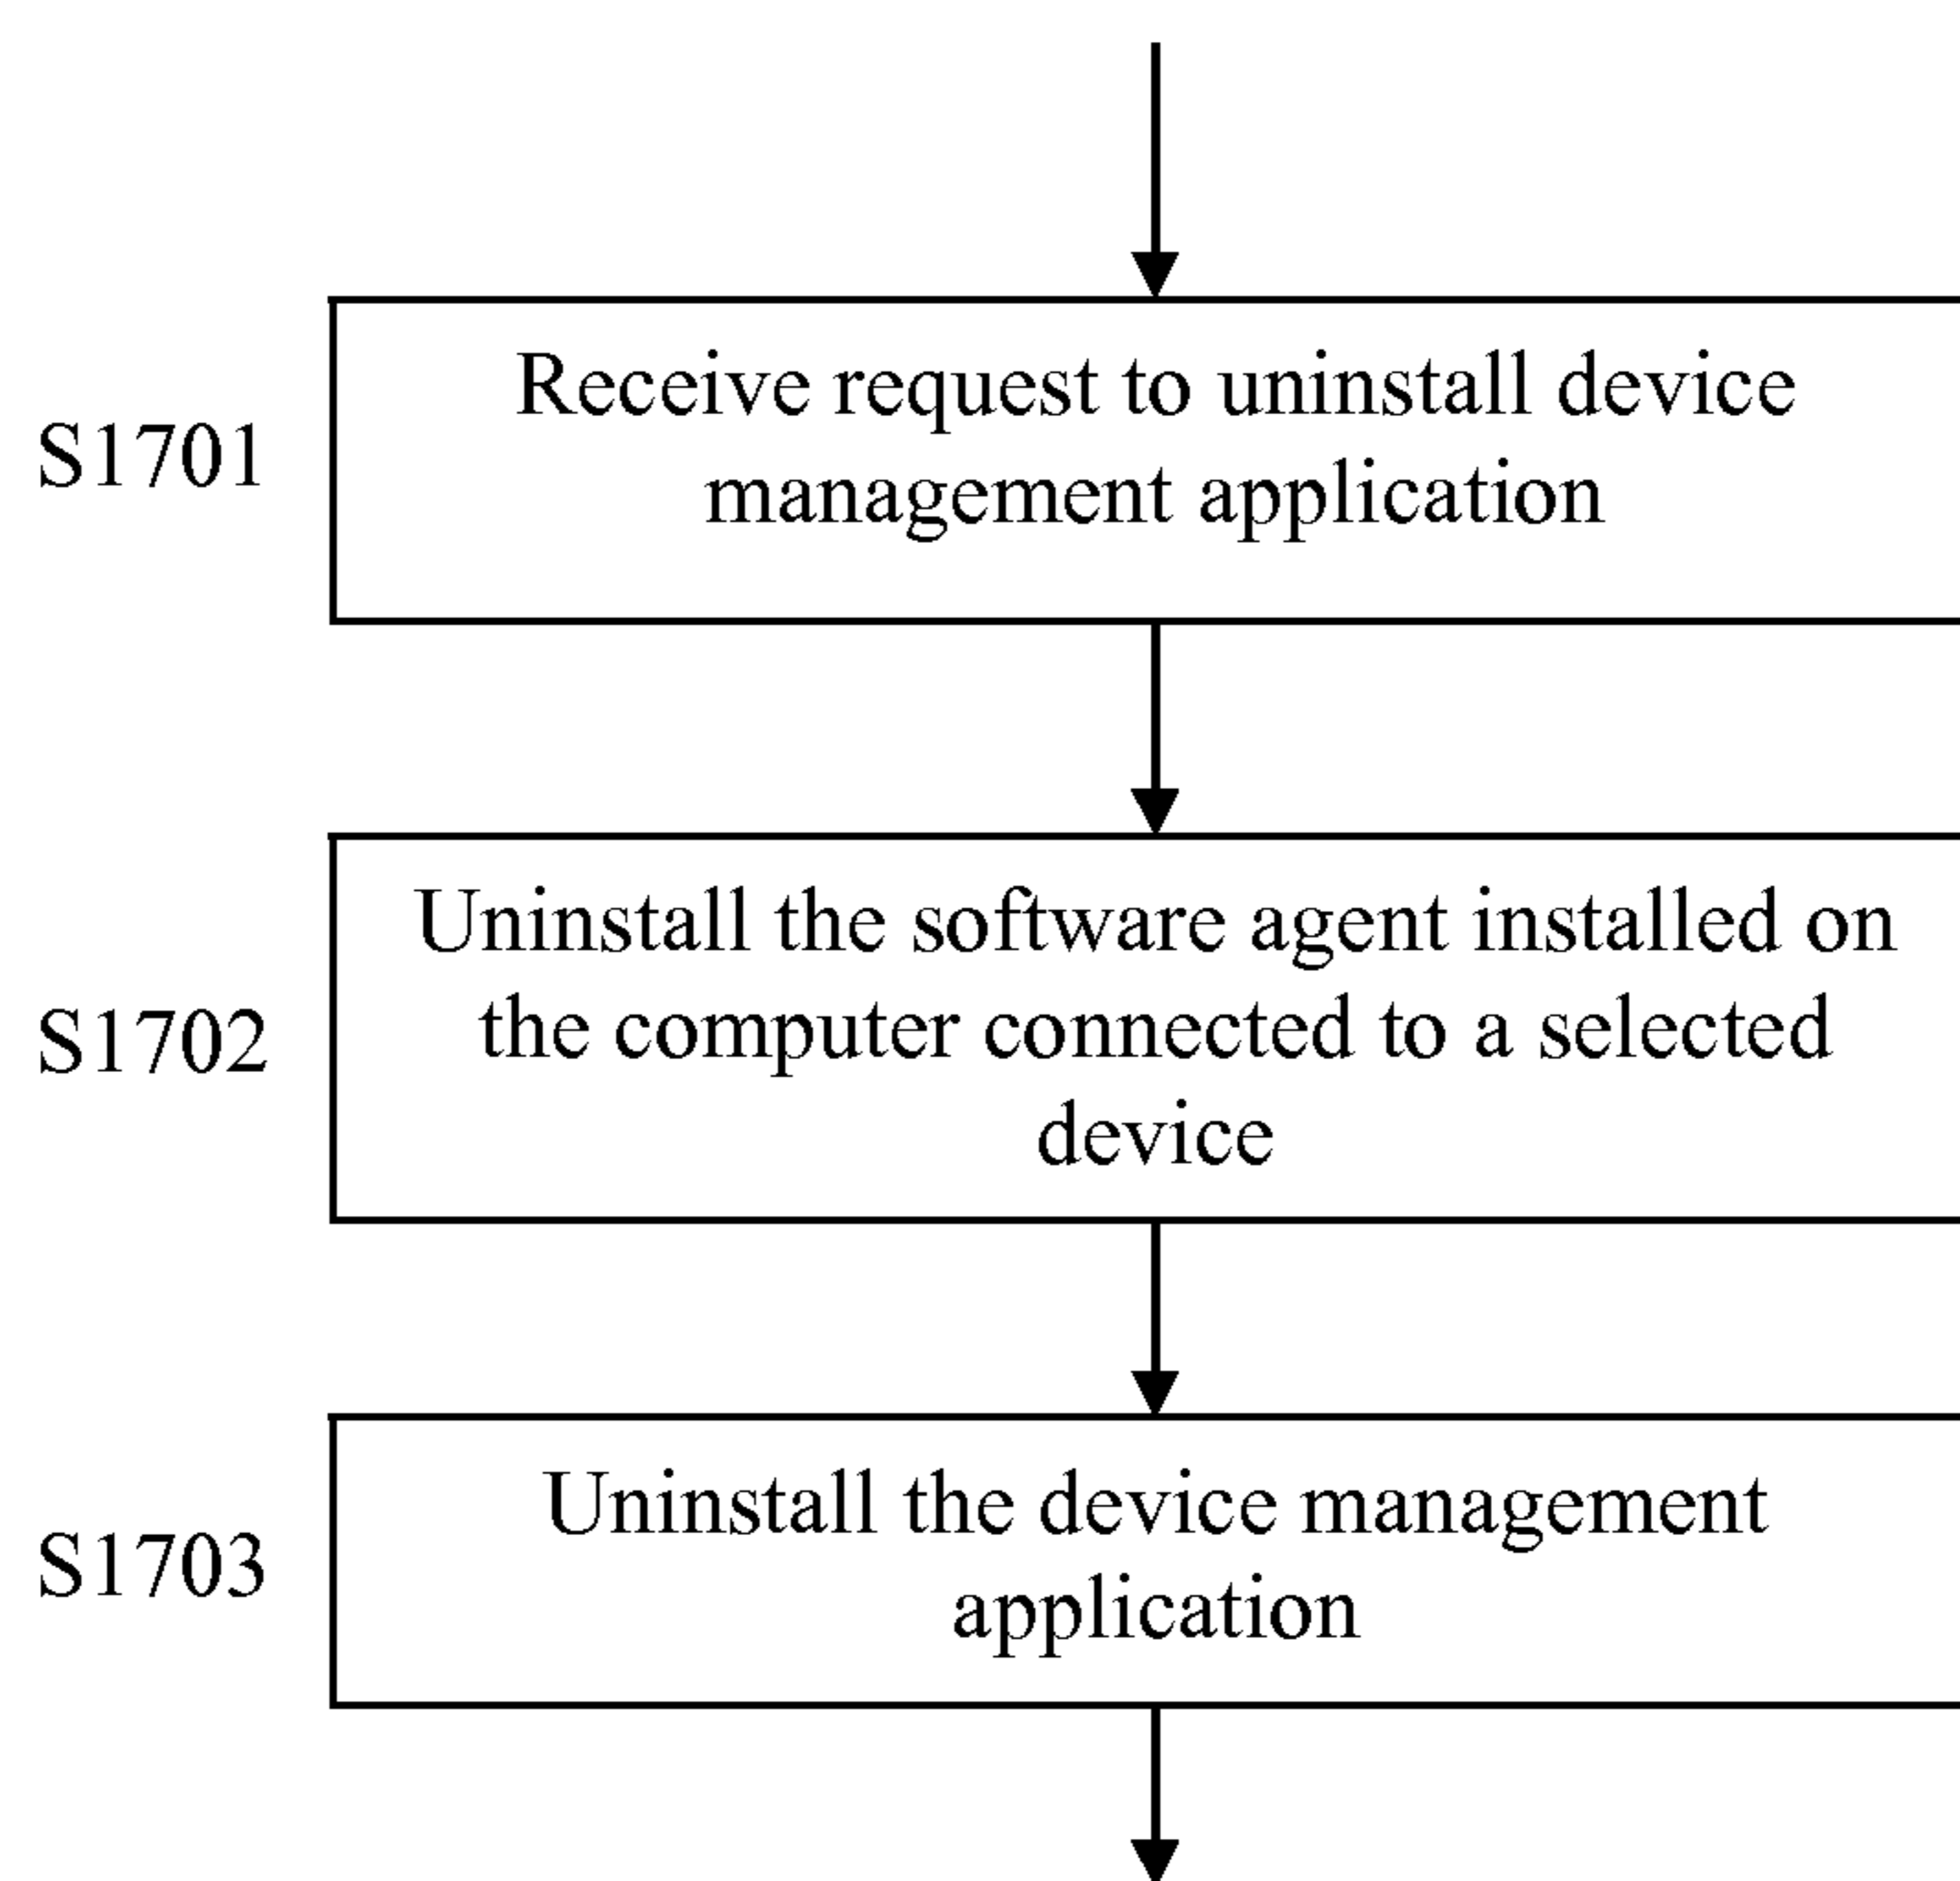 Receive request to uninstall device
management application
S1701
Uninstall the software agent installed on
the computer connected to a selected
device
S1702
Uninstall the device management
application
S1703